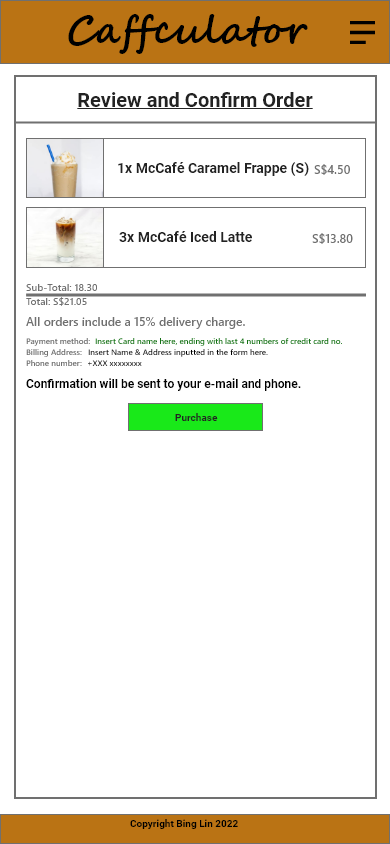 Caffculator
Review and Confirm Order
1x McCafé Caramel Frappe (S) S$4.50
3x McCafé Iced Latte S$13.80
Sub-Total: 18.30
Total: S$21.05
All orders include a 15% delivery charge.
Payment method: Insert Card name here, ending with last 4 numbers of credit card no.
Billing Address: Insert Name & Address inputted in the form here.
Phone number: +XXX xxxxxxxx
Confirmation will be sent to your e-mail and phone.
Purchase
Copyright Bing Lin 2022